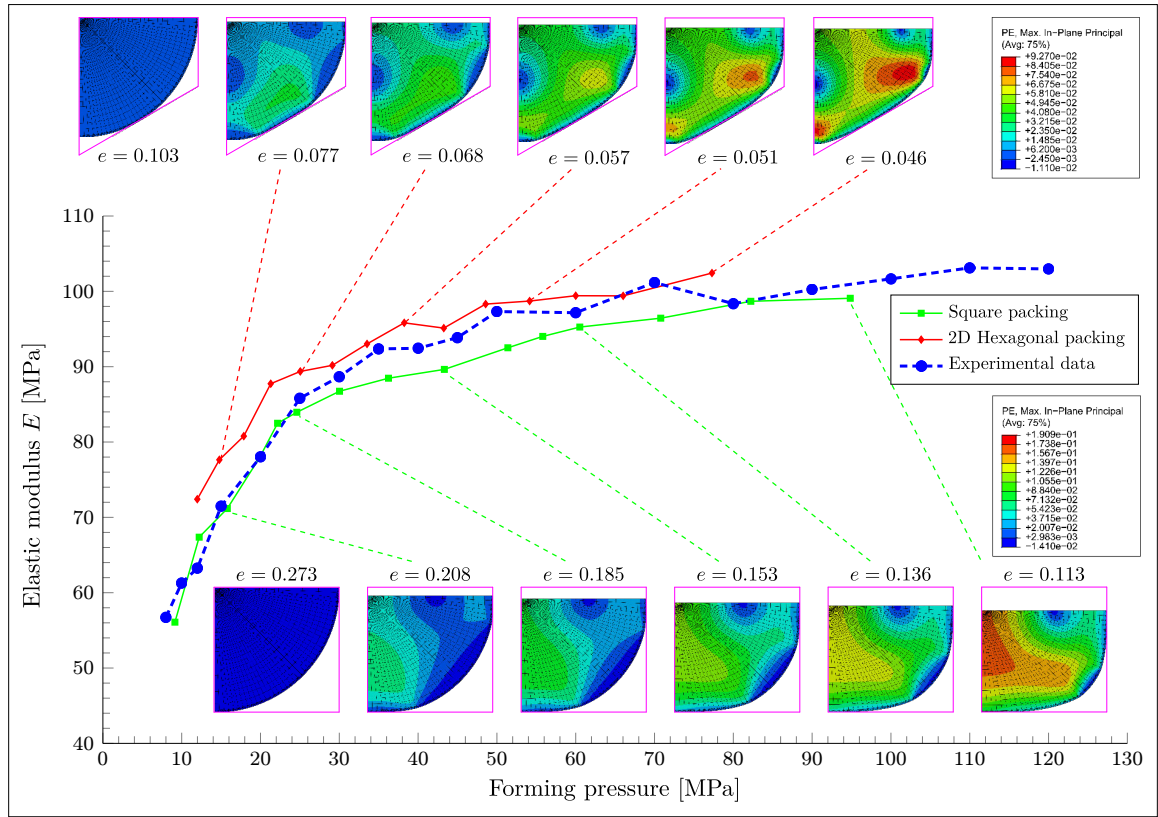 PE, Max. In-Plane Principal
(Avg: 75%)
+9.270e-02
+8.405e-02
+7.540e-02
+6.675e-02
+5.810e-02
+4.945e-02
+4.080e-02
+3.215e-02
+2.350e-02
+1.485e-02
+6.200e-03
-2.450e-03
-1.110e-02
e = 0.103
e = 0.077
e = 0.068
e = 0.057
e = 0.051
e = 0.046
110
100
90
80
70
60
50
40
Elastic modulus E [MPa]
Square packing
2D Hexagonal packing
Experimental data
PE, Max. In-Plane Principal
(Avg: 75%)
+1.909e-01
+1.738e-01
+1.567e-01
+1.397e-01
+1.226e-01
+1.055e-01
+8.840e-02
+7.132e-02
+5.423e-02
+3.715e-02
+2.007e-02
+2.983e-03
-1.410e-02
e = 0.273
e = 0.208
e = 0.185
e = 0.153
e = 0.136
e = 0.113
0 10 20 30 40 50 60 70 80 90 100 110 120 130
Forming pressure [MPa]